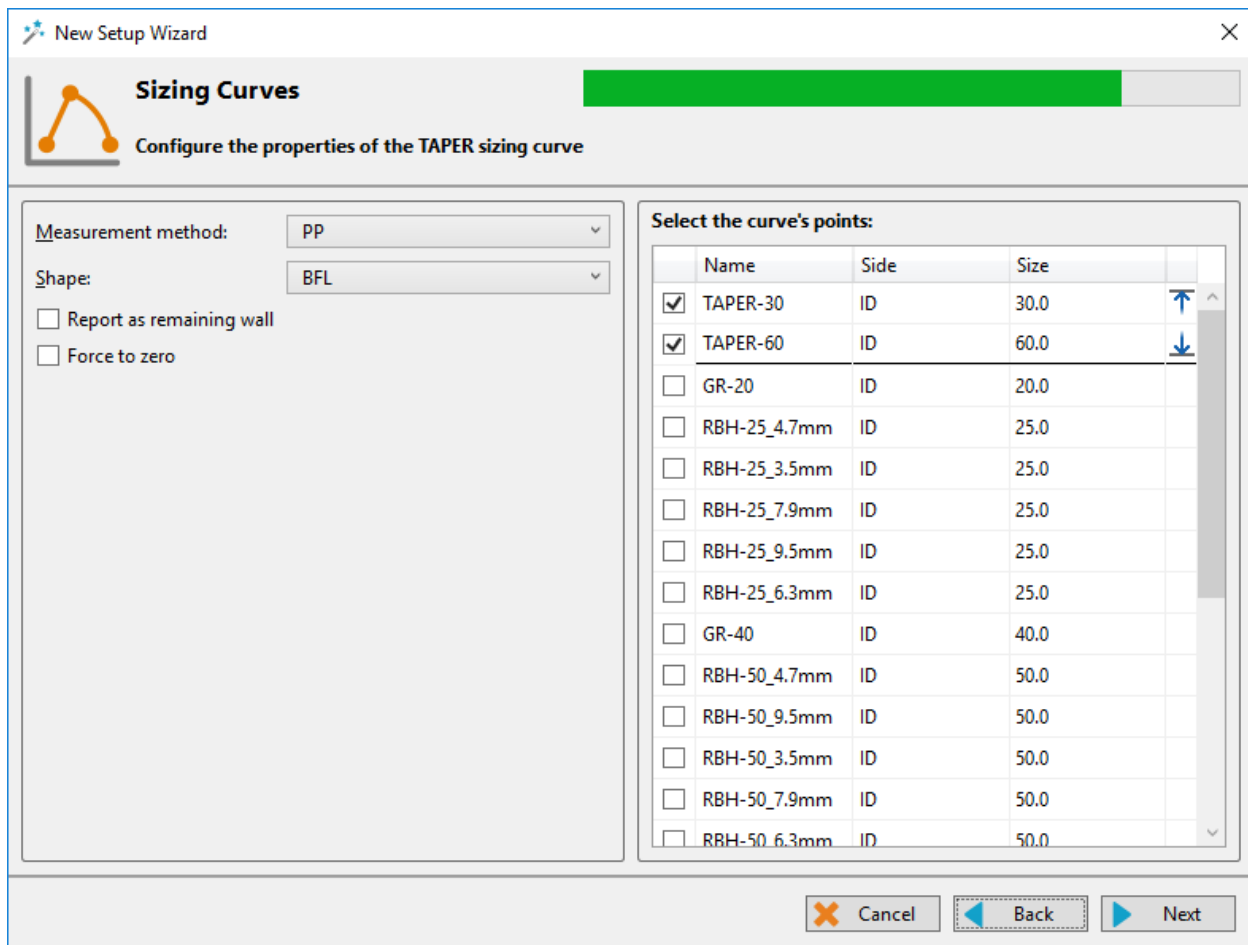 New Setup Wizard
Sizing Curves
Configure the properties of the TAPER sizing curve
Measurement method: PP
Shape: BFL
Report as remaining wall
Force to zero
Select the curve's points:
Name Side Size
TAPER-30 ID 30.0
TAPER-60 ID 60.0
GR-20 ID 20.0
RBH-25_4.7mm ID 25.0
RBH-25_3.5mm ID 25.0
RBH-25_7.9mm ID 25.0
RBH-25_9.5mm ID 25.0
RBH-25_6.3mm ID 25.0
GR-40 ID 40.0
RBH-50_4.7mm ID 50.0
RBH-50_9.5mm ID 50.0
RBH-50_3.5mm ID 50.0
RBH-50_7.9mm ID 50.0
RBH-50_6.3mm ID 50.0
Cancel Back Next